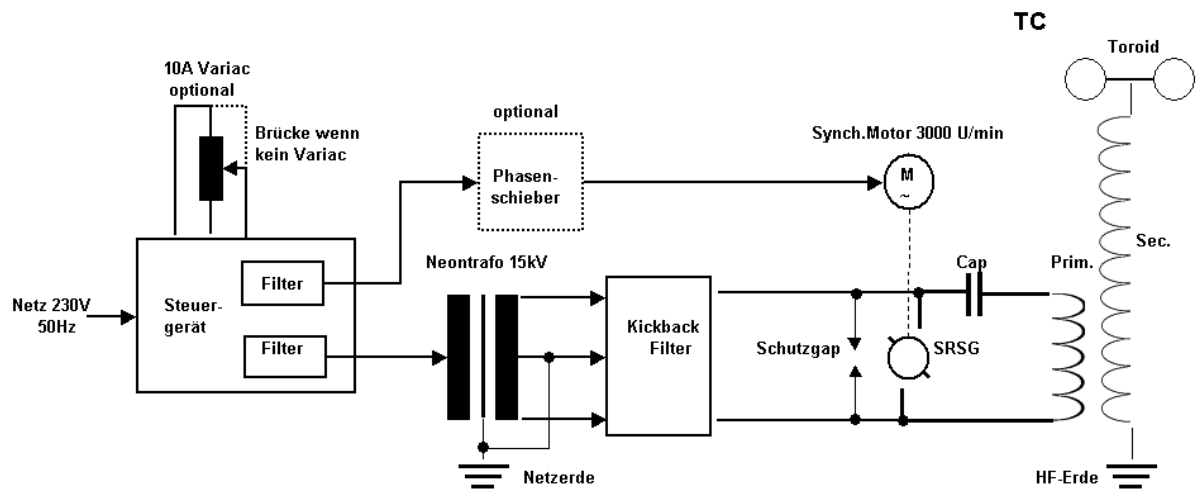 TC
Toroid
10A Variac
optional
Brücke wenn
kein Variac
optional
Phasen-
schieber
Synch.Motor 3000 U/min
M
~
Sec.
Netz 230V
50Hz
Steuer-
gerät
Filter
Filter
Neontrafo 15kV
Kickback
Filter
Schutzgap
SRSG
Cap
Prim.
Netzerde
HF-Erde